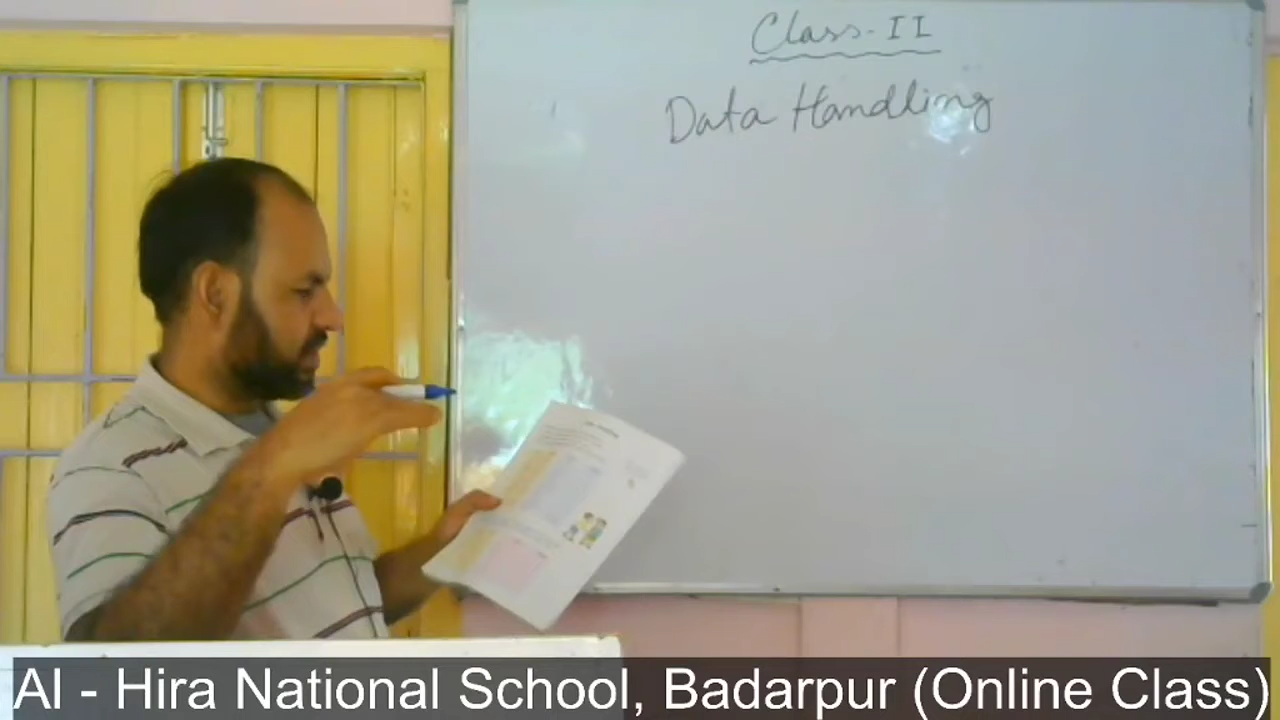 Class-II
Data Handling
Al - Hira National School, Badarpur (Online Class)